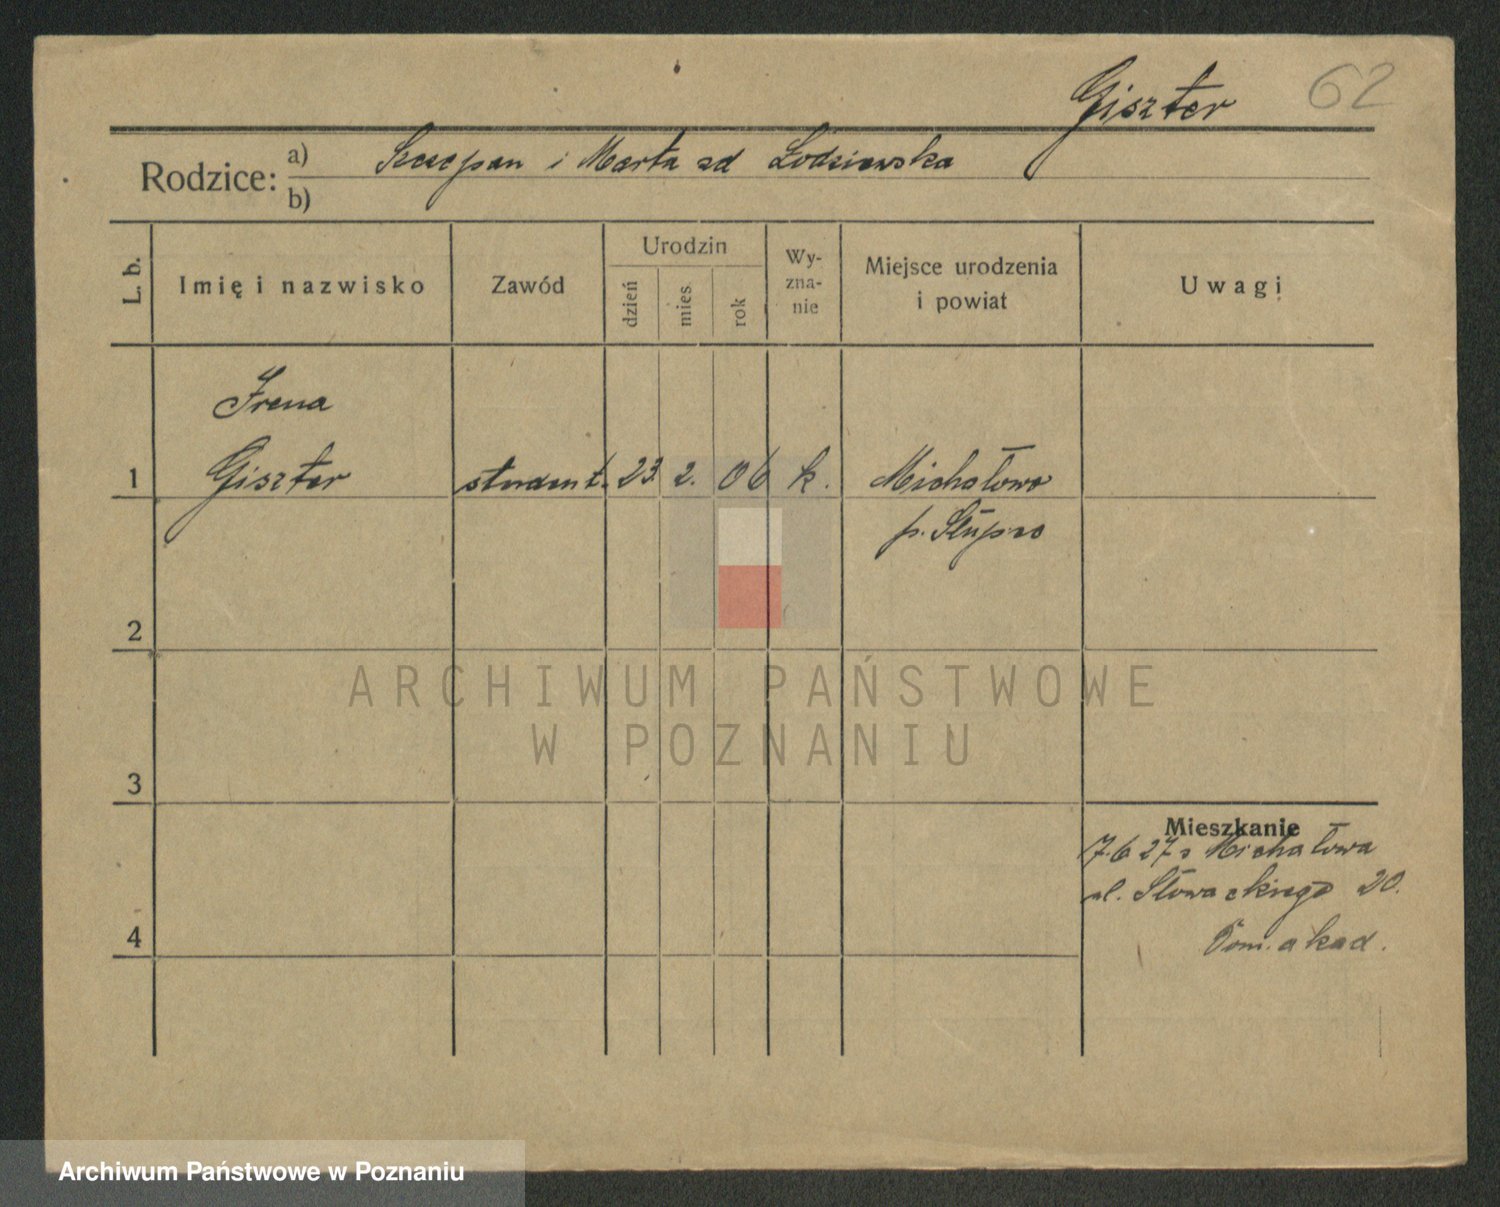 Giszter 62
Rodzice: a) Szczepan i Marta zd Łodziewska
b)
L. b.
Imię i nazwisko
Zawód
Urodzin
dzień
mies.
rok
Wy-
zna-
nie
Miejsce urodzenia
i powiat
Uwagi
Irena
1 Giszter student. 23. 2. 06 k. Michałowo
p. Słupca
2
3
4
Mieszkanie
7.6 27 z Michałowa
ul. Słowackiego 20.
Dom. akad.
ARCHIWUM PAŃSTWOWE
W POZNANIU
Archiwum Państwowe w Poznaniu